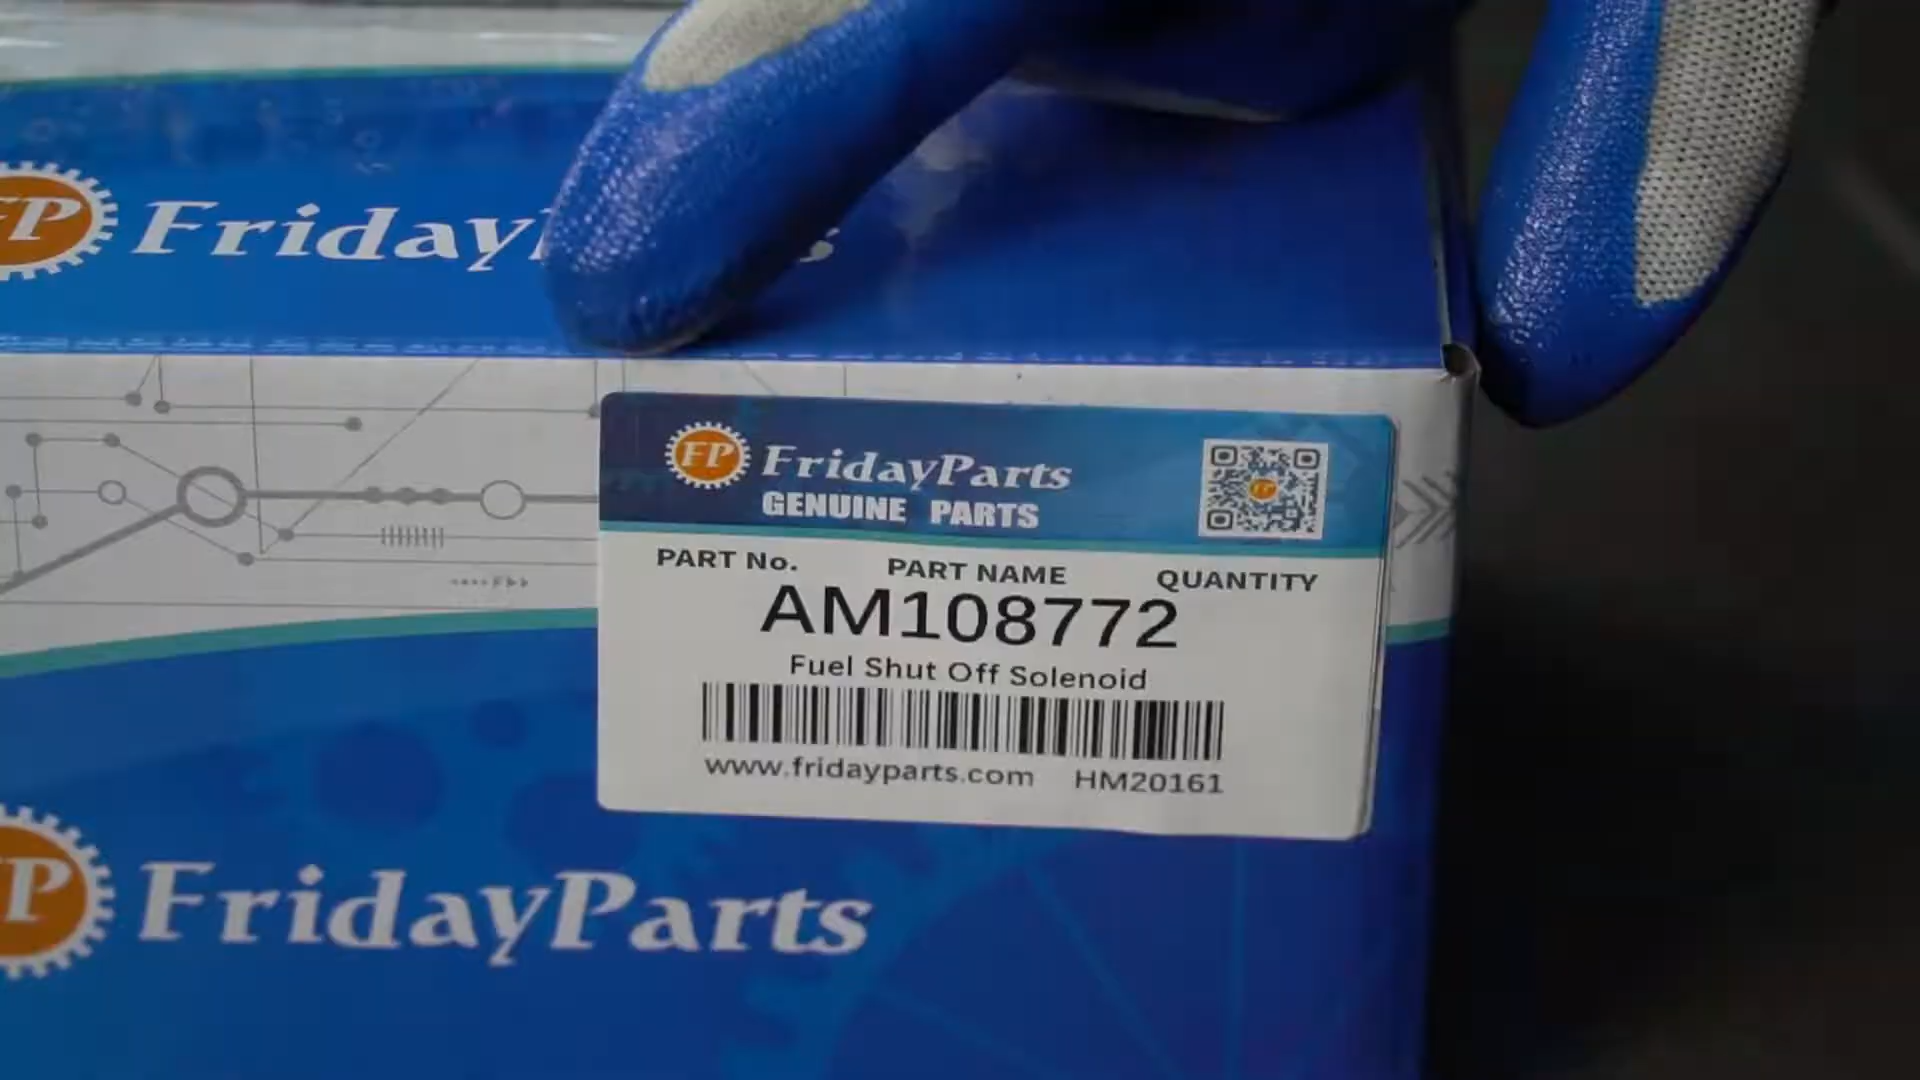 FP Friday
FP FridayParts
GENUINE PARTS
PART No. PART NAME QUANTITY
AM108772
Fuel Shut Off Solenoid
www.fridayparts.com HM20161
FP FridayParts